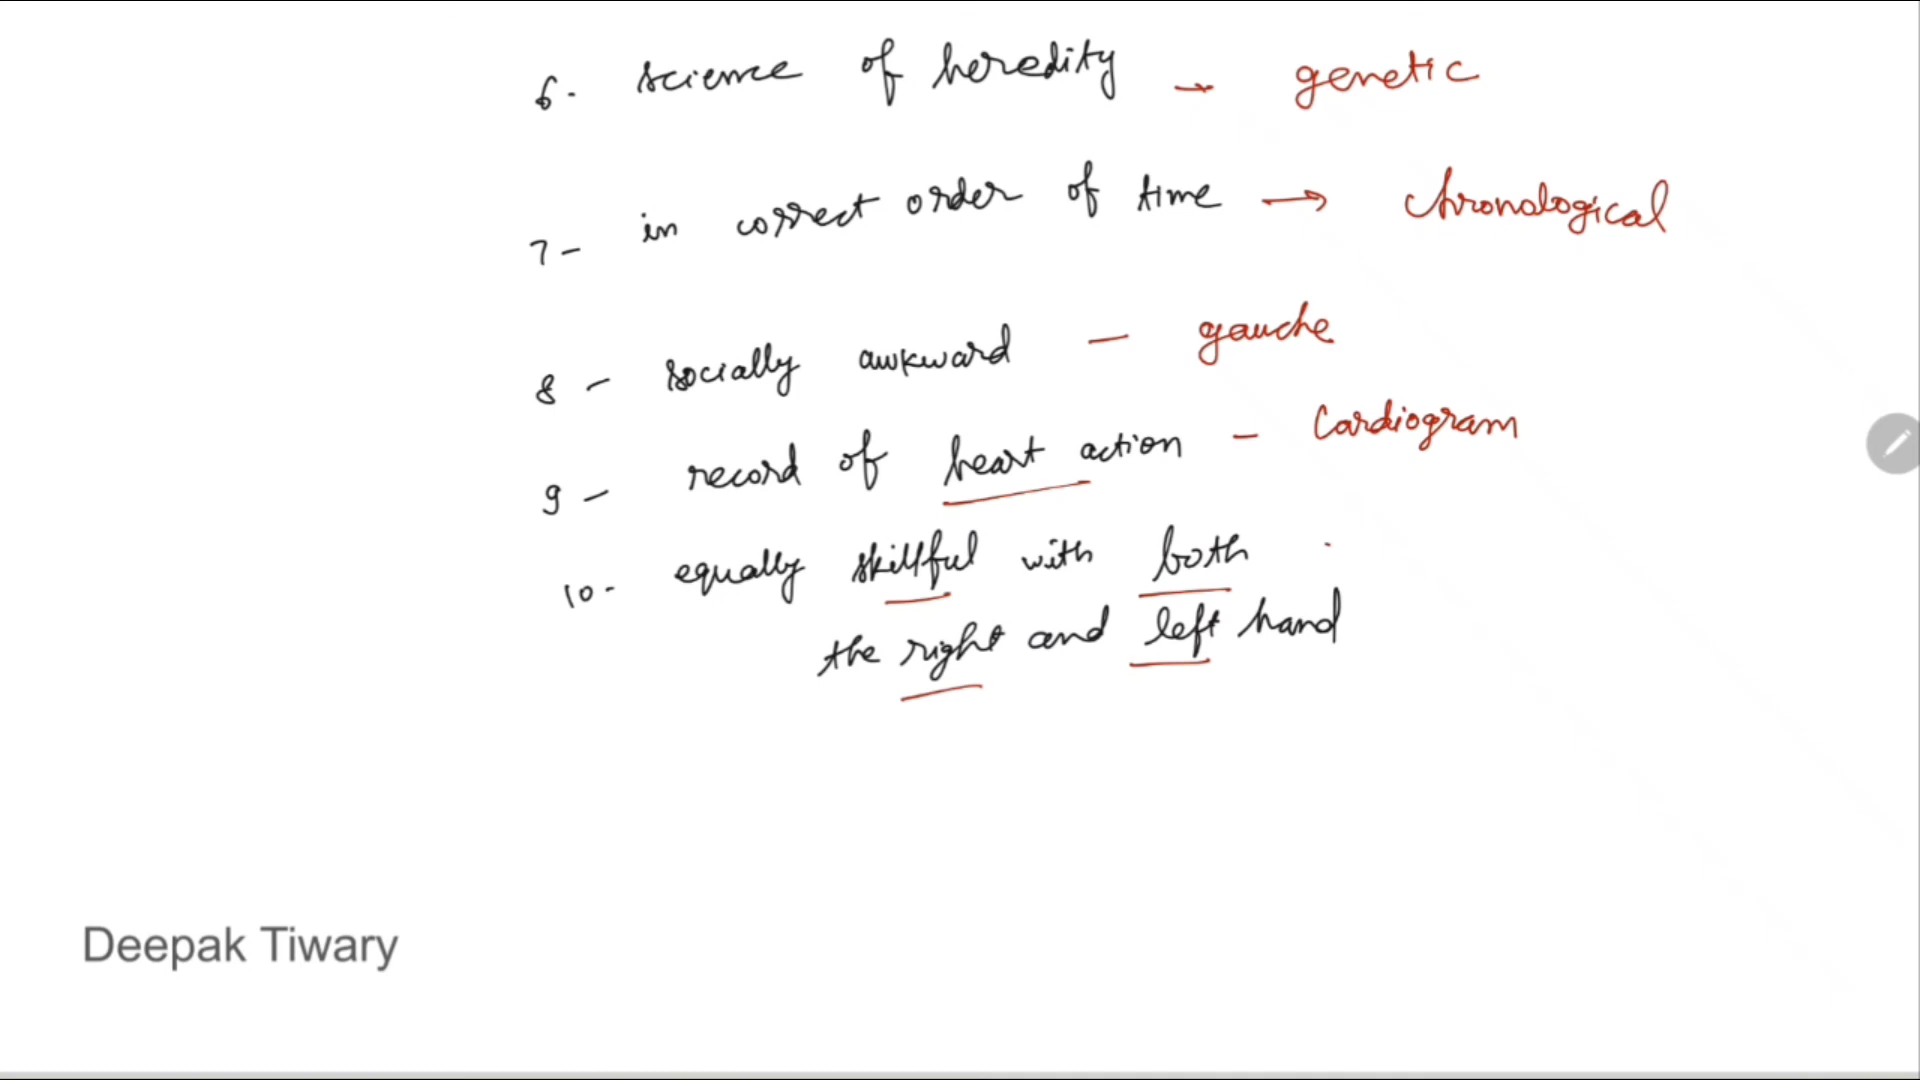 6. science of heredity → genetic
7 - in correct order of time → chronological
8 - socially awkward - gauche
9 - record of heart action - Cardiogram
10. equally skillful with both
the right and left hand
Deepak Tiwary